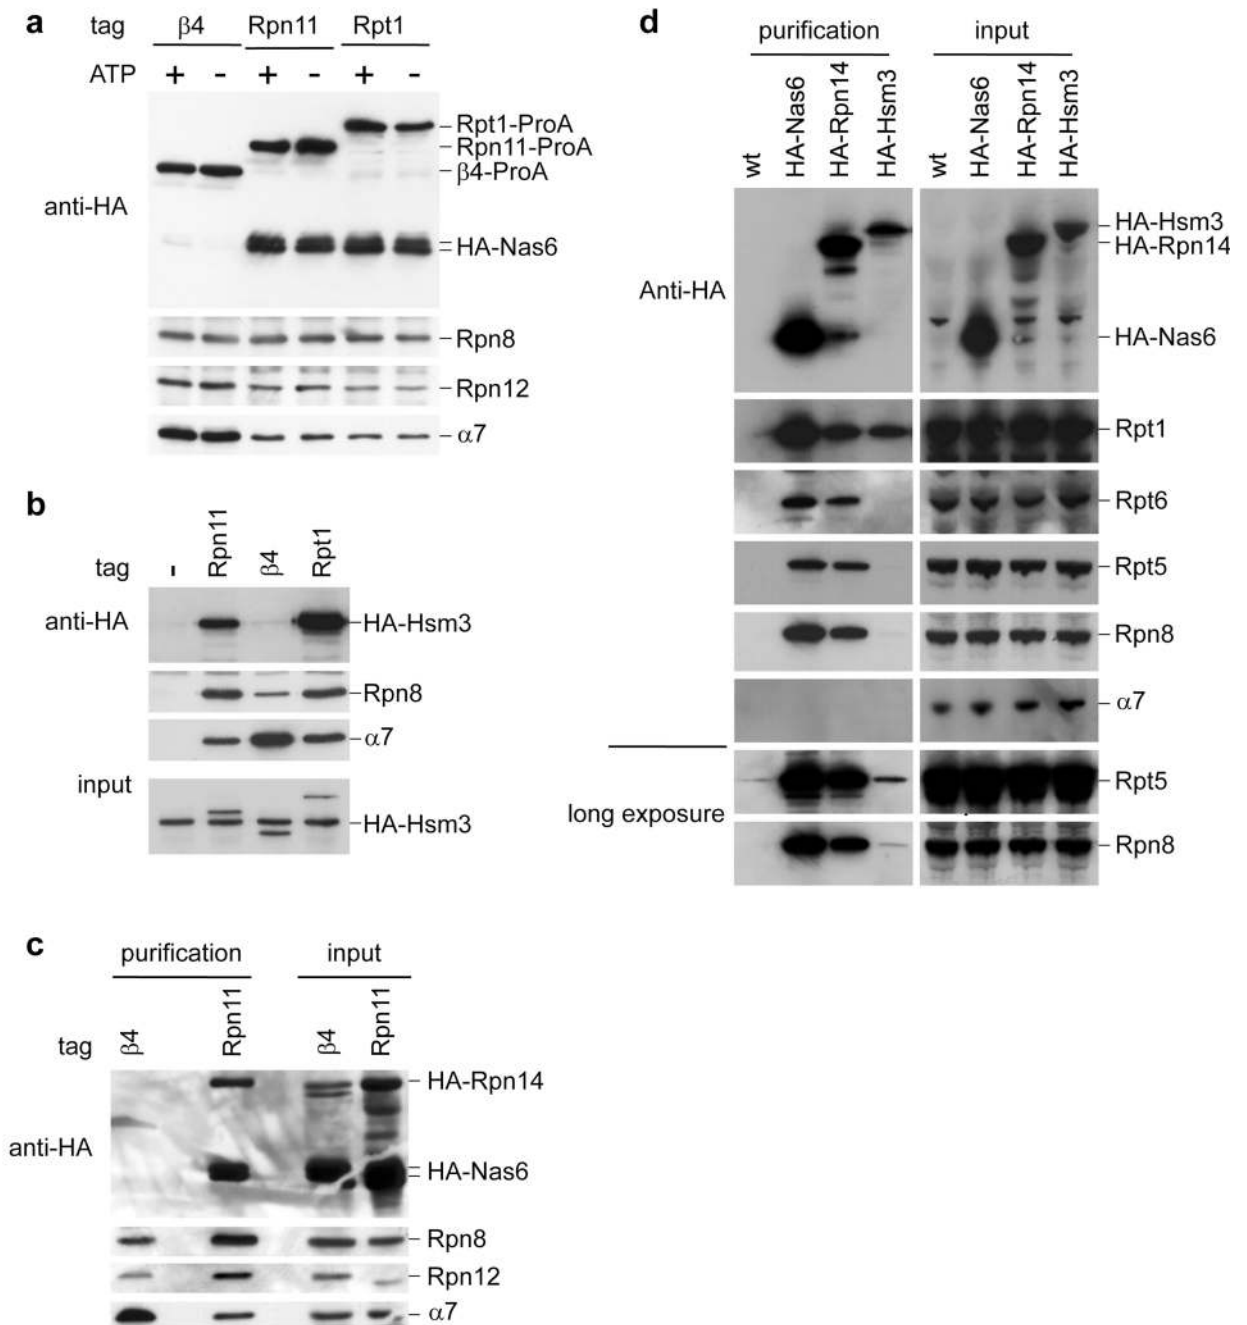 a
tag β4 Rpn11 Rpt1
ATP + - + - + -
Rpt1-ProA
Rpn11-ProA
β4-ProA
anti-HA
HA-Nas6
Rpn8
Rpn12
α7
b
tag - Rpn11 β4 Rpt1
anti-HA
HA-Hsm3
Rpn8
α7
input
HA-Hsm3
c
purification input
tag β4 Rpn11 β4 Rpn11
HA-Rpn14
anti-HA
HA-Nas6
Rpn8
Rpn12
α7
d
purification input
wt HA-Nas6 HA-Rpn14 HA-Hsm3 wt HA-Nas6 HA-Rpn14 HA-Hsm3
HA-Hsm3
HA-Rpn14
Anti-HA
HA-Nas6
Rpt1
Rpt6
Rpt5
Rpn8
α7
Rpt5
long exposure
Rpn8